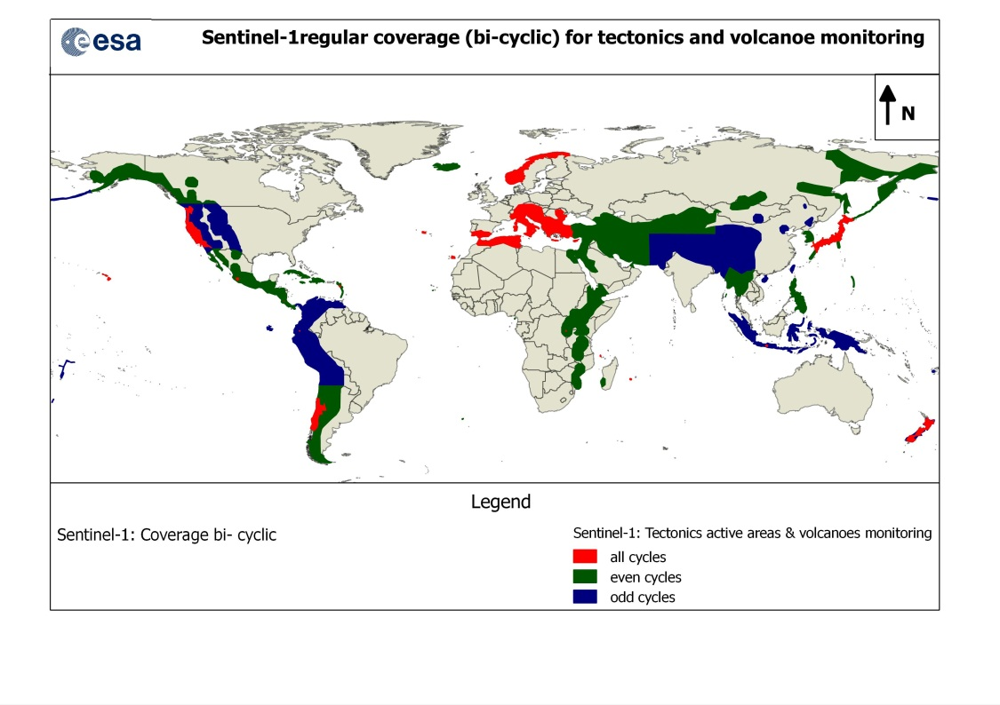 esa
Sentinel-1regular coverage (bi-cyclic) for tectonics and volcanoe monitoring
N
Legend
Sentinel-1: Coverage bi- cyclic
Sentinel-1: Tectonics active areas & volcanoes monitoring
all cycles
even cycles
odd cycles